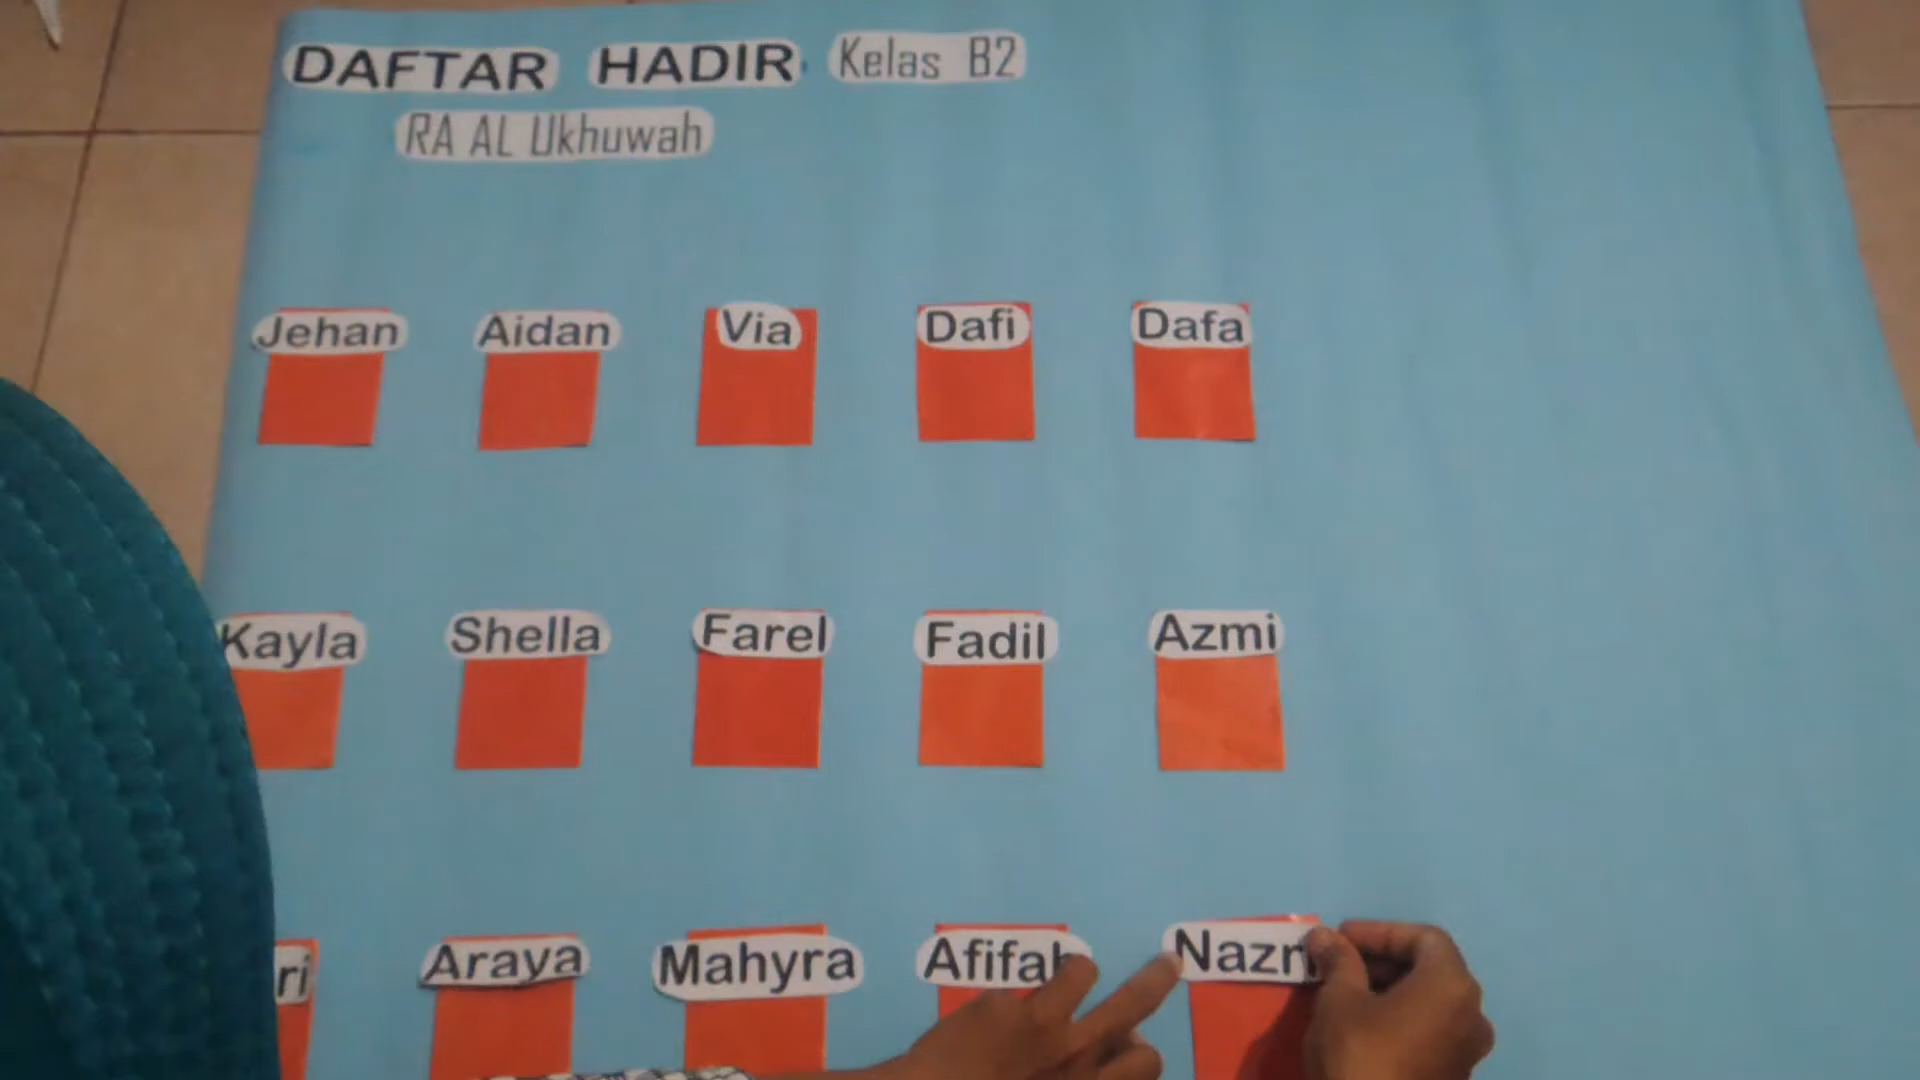 DAFTAR HADIR Kelas B2
RA AL Ukhuwah
Jehan Aidan Via Dafi Dafa
Kayla Shella Farel Fadil Azmi
Araya Mahyra Afifah